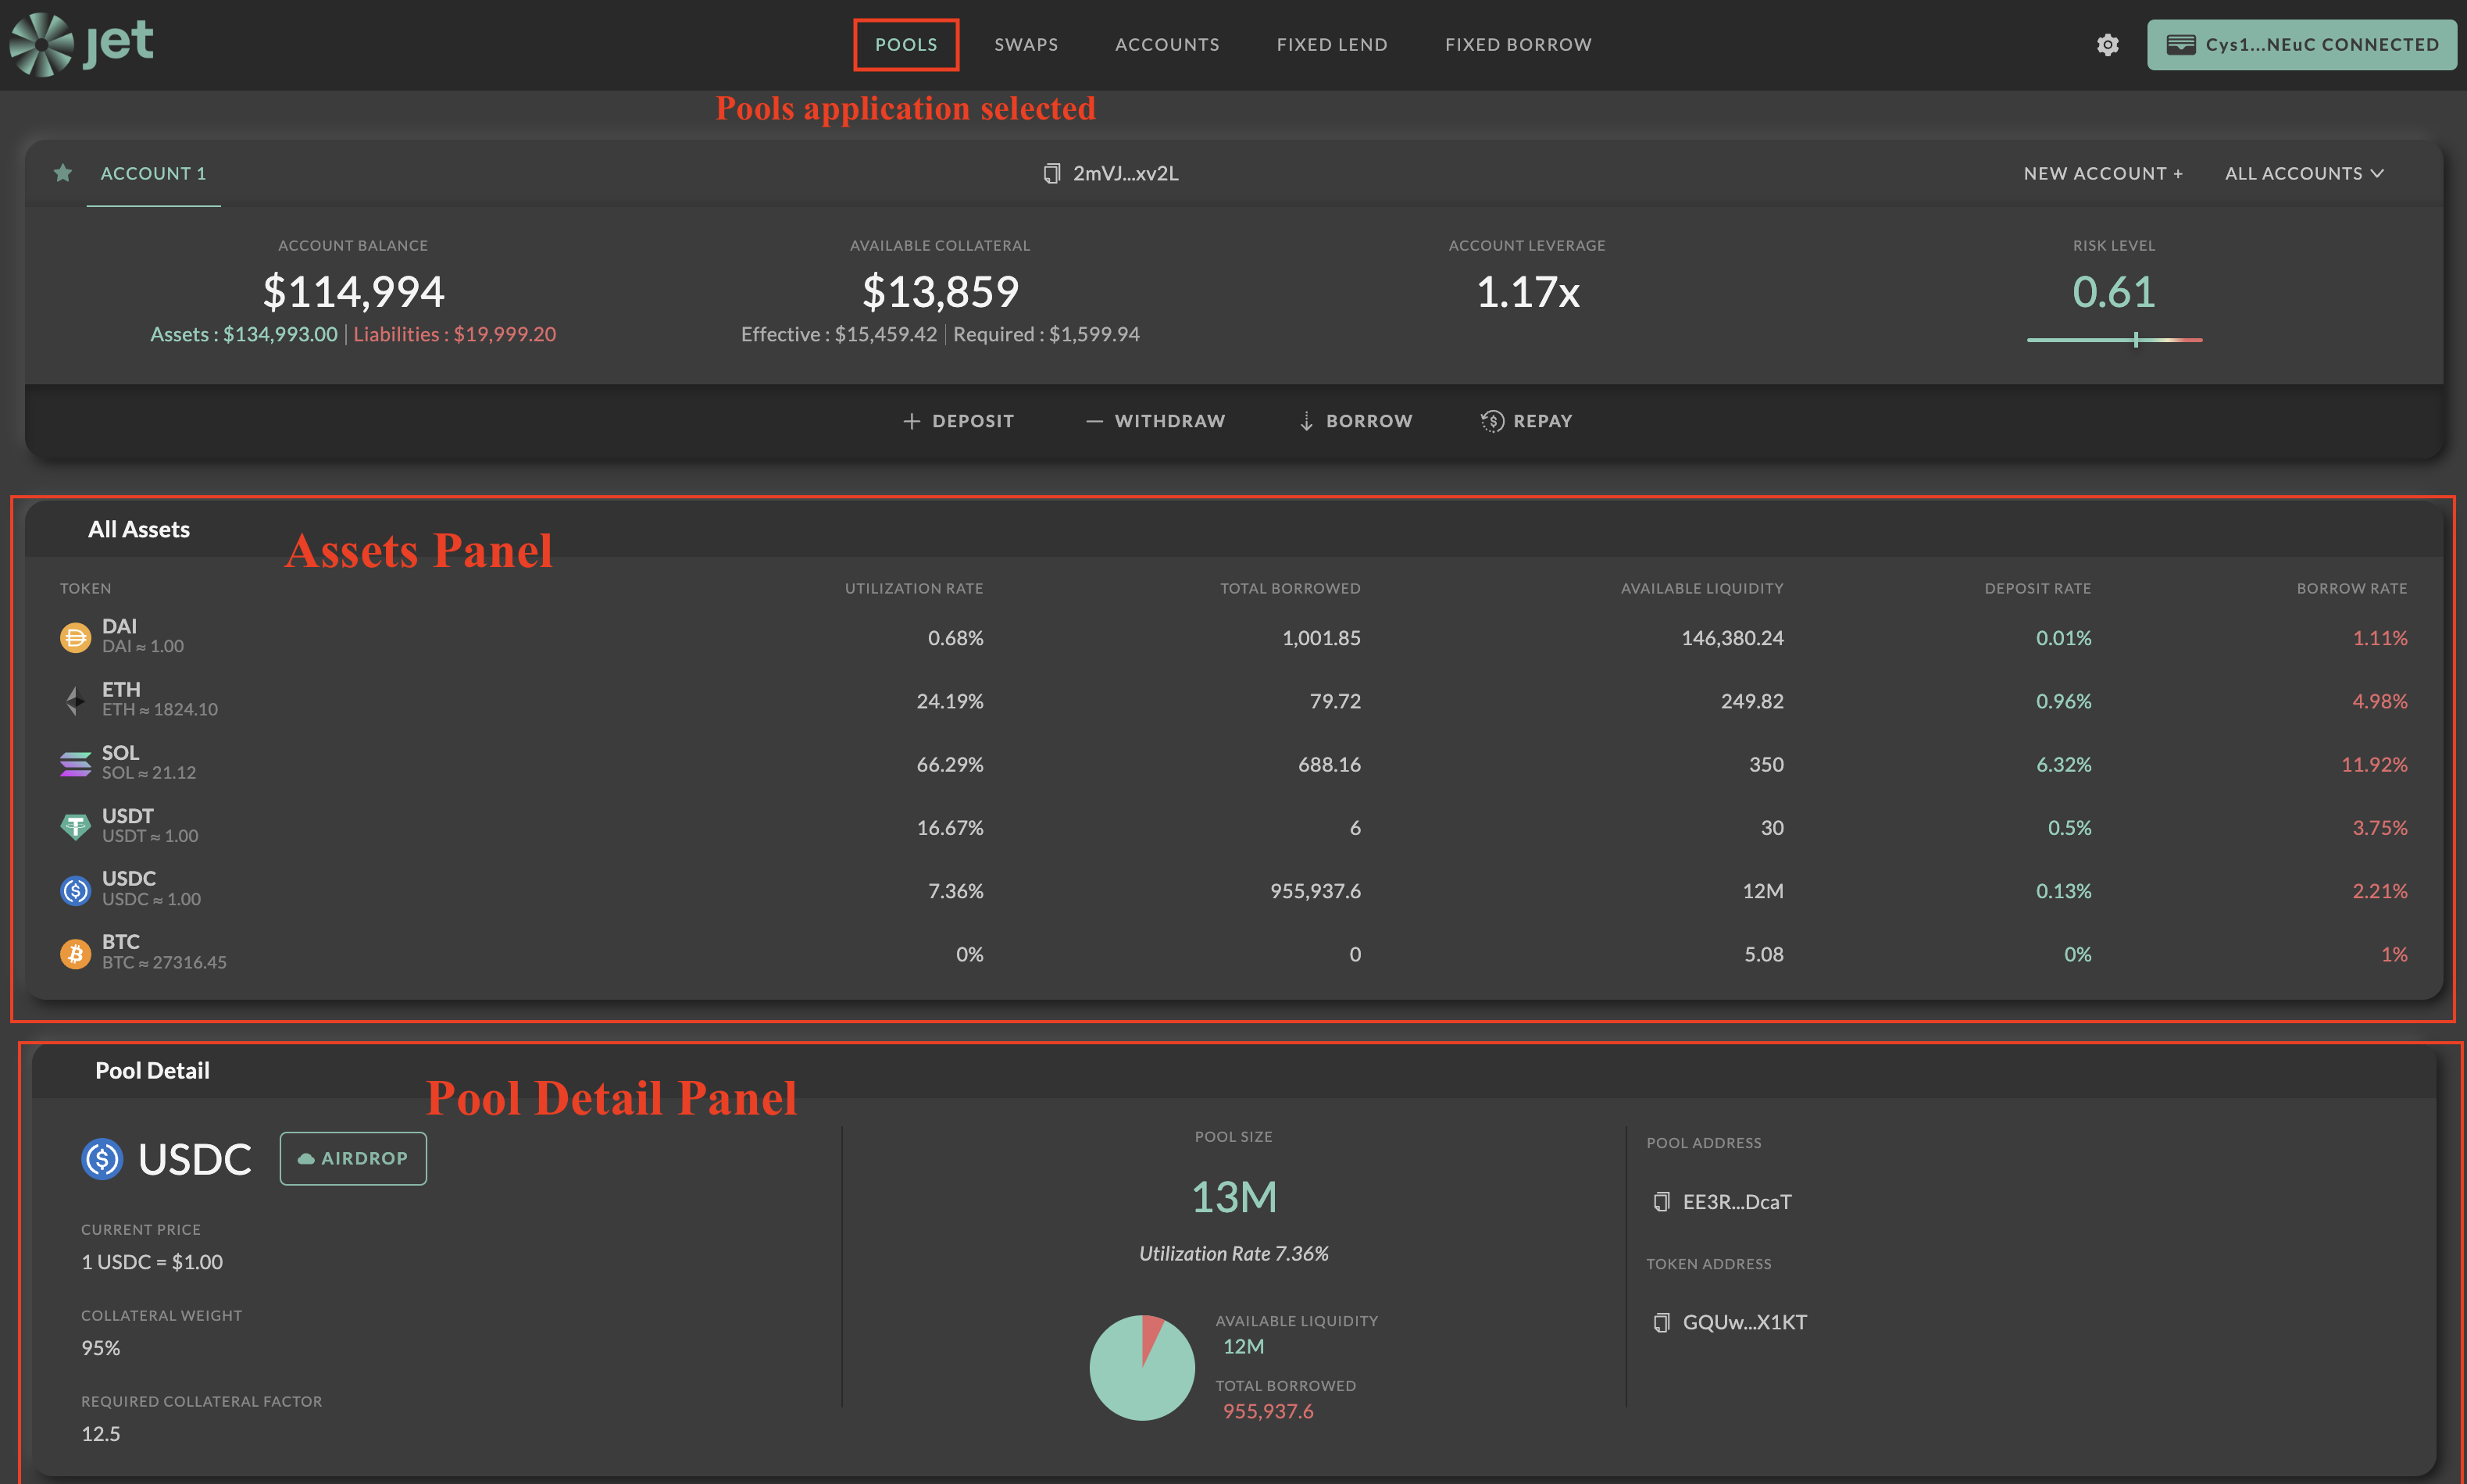 jet
POOLS SWAPS ACCOUNTS FIXED LEND FIXED BORROW
Cys1...NEuC CONNECTED
Pools application selected
ACCOUNT 1
2mVJ...xv2L
NEW ACCOUNT +
ALL ACCOUNTS
ACCOUNT BALANCE
$114,994
Assets : $134,993.00 | Liabilities : $19,999.20
AVAILABLE COLLATERAL
$13,859
Effective : $15,459.42 | Required : $1,599.94
ACCOUNT LEVERAGE
1.17x
RISK LEVEL
0.61
DEPOSIT WITHDRAW BORROW REPAY
All Assets
Assets Panel
TOKEN UTILIZATION RATE TOTAL BORROWED AVAILABLE LIQUIDITY DEPOSIT RATE BORROW RATE
DAI
DAI ≈ 1.00
0.68% 1,001.85 146,380.24 0.01% 1.11%
ETH
ETH ≈ 1824.10
24.19% 79.72 249.82 0.96% 4.98%
SOL
SOL ≈ 21.12
66.29% 688.16 350 6.32% 11.92%
USDT
USDT ≈ 1.00
16.67% 6 30 0.5% 3.75%
USDC
USDC ≈ 1.00
7.36% 955,937.6 12M 0.13% 2.21%
BTC
BTC ≈ 27316.45
0% 0 5.08 0% 1%
Pool Detail
Pool Detail Panel
USDC
AIRDROP
CURRENT PRICE
1 USDC = $1.00
COLLATERAL WEIGHT
95%
REQUIRED COLLATERAL FACTOR
12.5
POOL SIZE
13M
Utilization Rate 7.36%
AVAILABLE LIQUIDITY
12M
TOTAL BORROWED
955,937.6
POOL ADDRESS
EE3R...DcaT
TOKEN ADDRESS
GQUw...X1KT